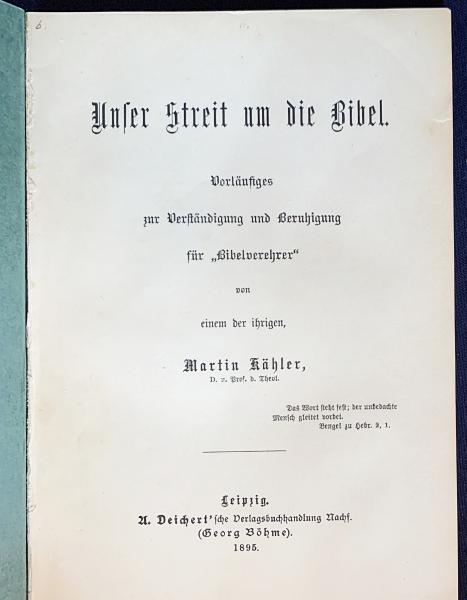 Unser Streit um die Bibel.
Vorläufiges
zur Verständigung und Beruhigung
für „Bibelverehrer“
von
einem der ihrigen,
Martin Kähler,
D. u. Prof. d. Theol.
Das Wort steht fest; der unbedachte
Mensch gleitet vorbei.
Bengel zu Hebr. 2, 1.
Leipzig.
A. Deichert'sche Verlagsbuchhandlung Nachf.
(Georg Böhme).
1895.